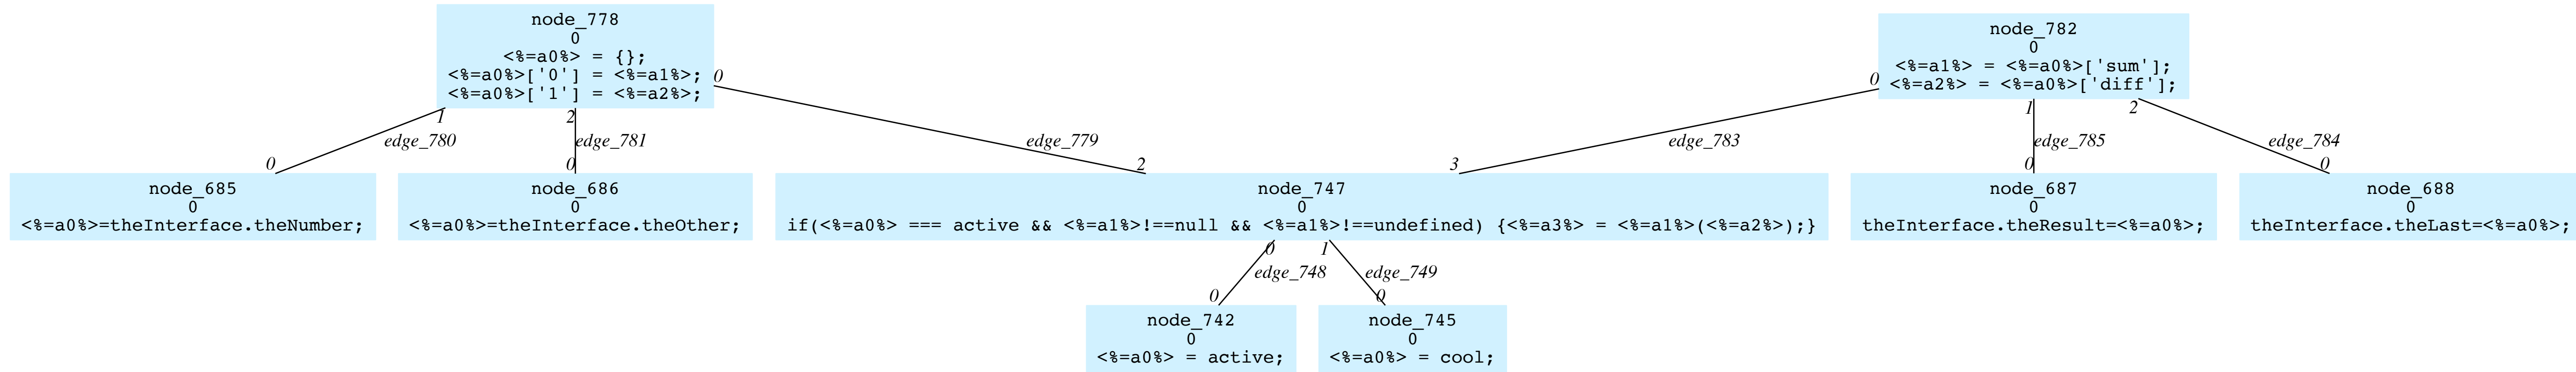 node_778
0
<%=a0%> = {};
<%=a0%>['0'] = <%=a1%>;
<%=a0%>['1'] = <%=a2%>;
0
1
2
node_782
0
<%=a1%> = <%=a0%>['sum'];
<%=a2%> = <%=a0%>['diff'];
0
1
2
edge_780
edge_781
edge_779
edge_783
edge_785
edge_784
0
0
2
3
0
0
node_685
0
<%=a0%>=theInterface.theNumber;
node_686
0
<%=a0%>=theInterface.theOther;
node_747
0
if(<%=a0%> === active && <%=a1%>!==null && <%=a1%>!==undefined) {<%=a3%> = <%=a1%>(<%=a2%>);}
node_687
0
theInterface.theResult=<%=a0%>;
node_688
0
theInterface.theLast=<%=a0%>;
0
1
edge_748
edge_749
0
0
node_742
0
<%=a0%> = active;
node_745
0
<%=a0%> = cool;